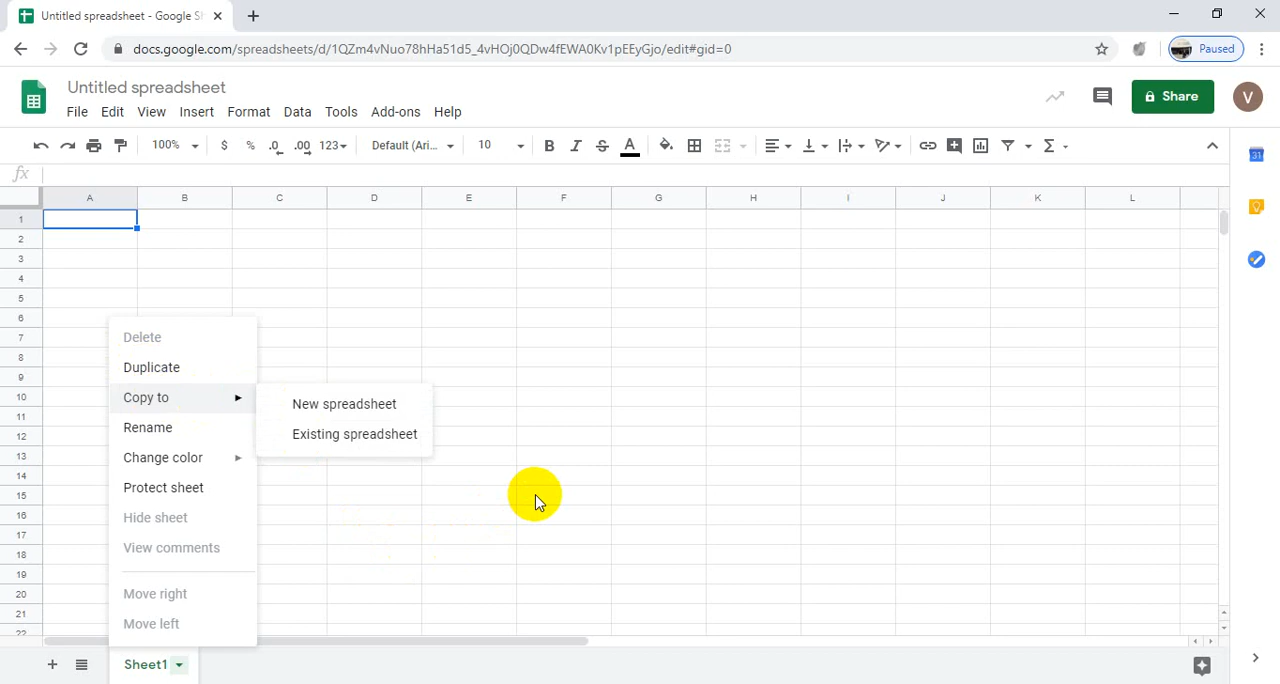 Untitled spreadsheet - Google Sh
docs.google.com/spreadsheets/d/1QZm4vNuo78hHa51d5_4vHOj0QDw4fEWA0Kv1pEEyGjo/edit#gid=0
Paused
Untitled spreadsheet
File Edit View Insert Format Data Tools Add-ons Help
Share
V
100% $ % .0 .00 123 Default (Ari... 10 B I S A Σ
31
fx
A B C D E F G H I J K L
1
2
3
4
5
6
7
8
9
10
11
12
13
14
15
16
17
18
19
20
21
22
Delete
Duplicate
Copy to
New spreadsheet
Existing spreadsheet
Rename
Change color
Protect sheet
Hide sheet
View comments
Move right
Move left
Sheet1